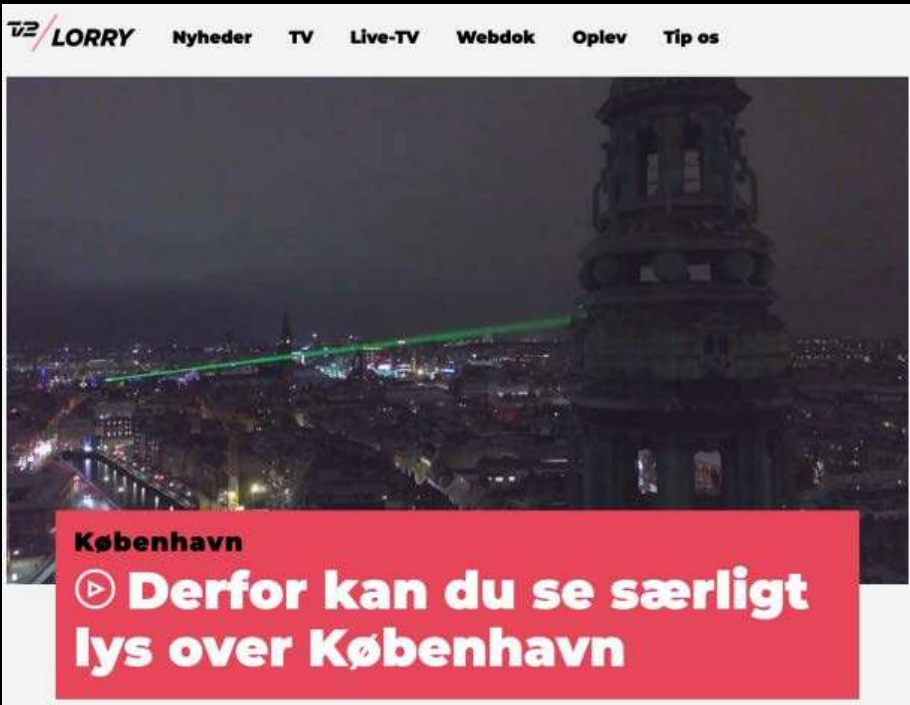 TV2/LORRY Nyheder TV Live-TV Webdok Oplev Tip os
København
Derfor kan du se særligt
lys over København